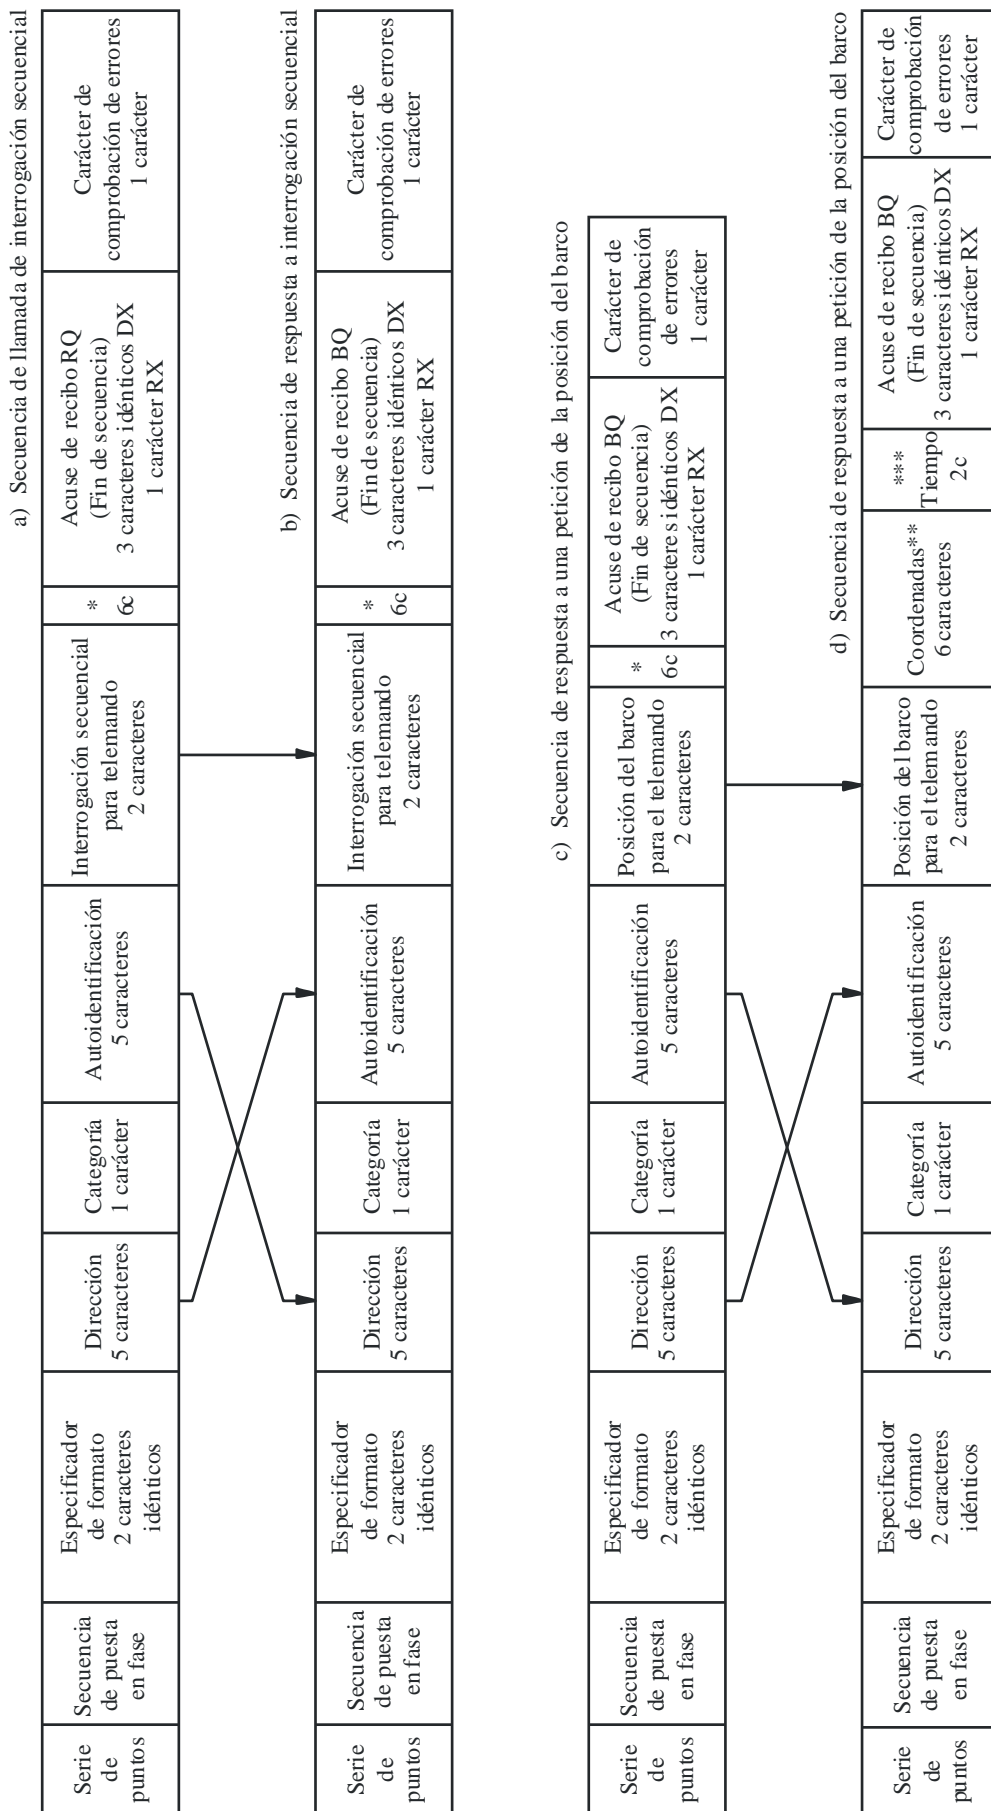 a) Secuencia de llamada de interrogación secuencial
Serie
de
puntos
Secuencia
de puesta
en fase
Especificador
de formato
2 caracteres
idénticos
Dirección
5 caracteres
Categoría
1 carácter
Autoidentificación
5 caracteres
Interrogación secuencial
para telemando
2 caracteres
*
6c
Acuse de recibo RQ
(Fin de secuencia)
3 caracteres idénticos DX
1 carácter RX
Carácter de
comprobación de errores
1 carácter
b) Secuencia de respuesta a interrogación secuencial
Serie
de
puntos
Secuencia
de puesta
en fase
Especificador
de formato
2 caracteres
idénticos
Dirección
5 caracteres
Categoría
1 carácter
Autoidentificación
5 caracteres
Interrogación secuencial
para telemando
2 caracteres
*
6c
Acuse de recibo BQ
(Fin de secuencia)
3 caracteres idénticos DX
1 carácter RX
Carácter de
comprobación de errores
1 carácter
c) Secuencia de respuesta a una petición de la posición del barco
Serie
de
puntos
Secuencia
de puesta
en fase
Especificador
de formato
2 caracteres
idénticos
Dirección
5 caracteres
Categoría
1 carácter
Autoidentificación
5 caracteres
Posición del barco
para el telemando
2 caracteres
*
6c
Acuse de recibo BQ
(Fin de secuencia)
3 caracteres idénticos DX
1 carácter RX
Carácter de
comprobación
de errores
1 carácter
d) Secuencia de respuesta a una petición de la posición del barco
Serie
de
puntos
Secuencia
de puesta
en fase
Especificador
de formato
2 caracteres
idénticos
Dirección
5 caracteres
Categoría
1 carácter
Autoidentificación
5 caracteres
Posición del barco
para el telemando
2 caracteres
Coordenadas**
6 caracteres
***
Tiempo
2c
Acuse de recibo BQ
(Fin de secuencia)
3 caracteres idénticos DX
1 carácter RX
Carácter de
comprobación
de errores
1 carácter